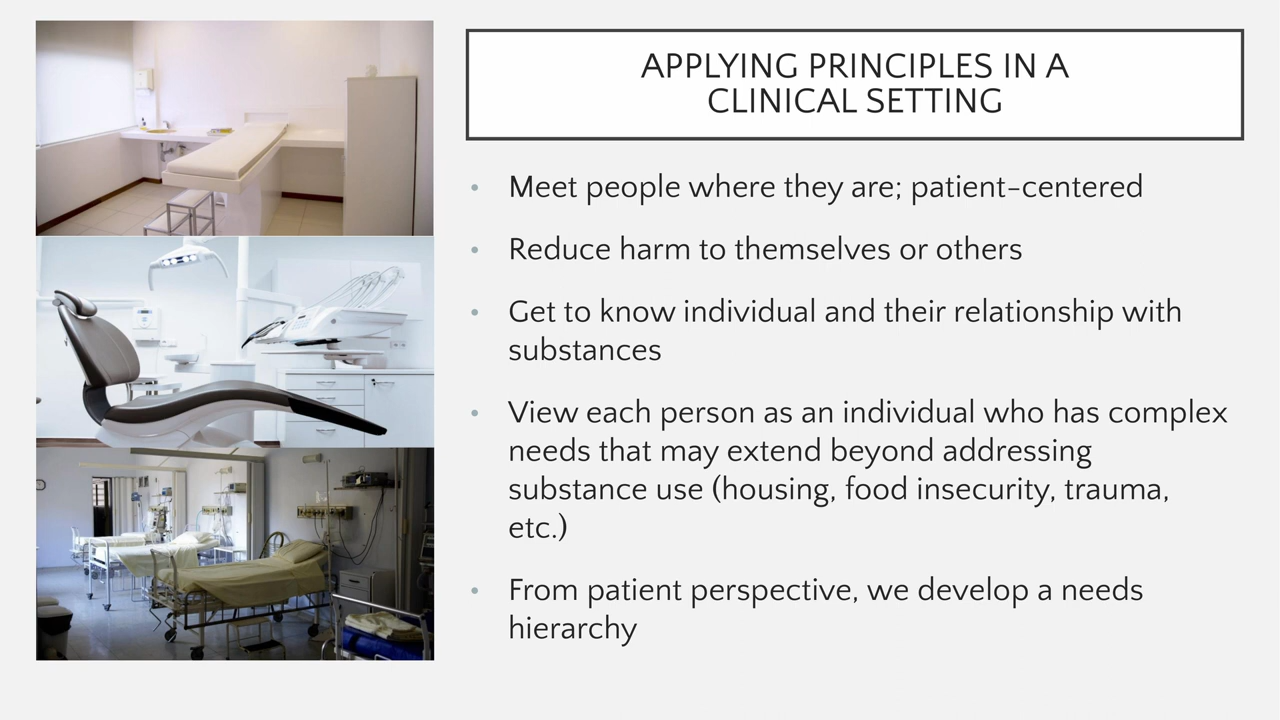 APPLYING PRINCIPLES IN A
CLINICAL SETTING
• Meet people where they are; patient-centered
• Reduce harm to themselves or others
• Get to know individual and their relationship with
substances
• View each person as an individual who has complex
needs that may extend beyond addressing
substance use (housing, food insecurity, trauma,
etc.)
• From patient perspective, we develop a needs
hierarchy